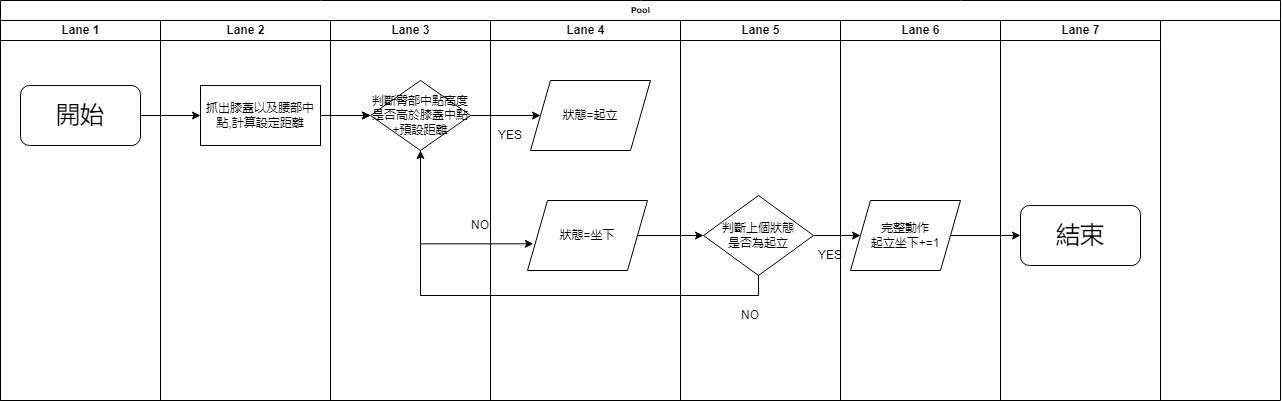 Pool
Lane 1
Lane 2
Lane 3
Lane 4
Lane 5
Lane 6
Lane 7
開始
抓出膝蓋以及腰部中
點,計算設定距離
判斷臀部中點高度
是否高於膝蓋中點
+預設距離
YES
狀態=起立
NO
狀態=坐下
判斷上個狀態
是否為起立
YES
NO
完整動作
起立坐下+=1
結束